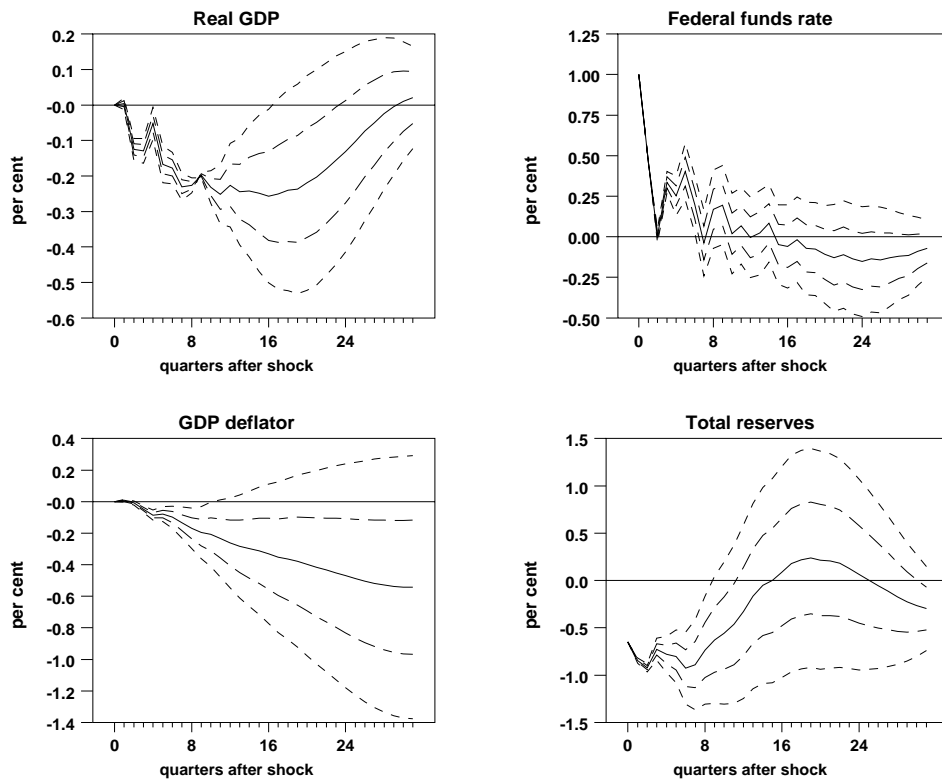 Real GDP
0.2
0.1
-0.0
-0.1
-0.2
-0.3
-0.4
-0.5
-0.6
per cent
0 8 16 24
quarters after shock
Federal funds rate
1.25
1.00
0.75
0.50
0.25
0.00
-0.25
-0.50
per cent
0 8 16 24
quarters after shock
GDP deflator
0.4
0.2
-0.0
-0.2
-0.4
-0.6
-0.8
-1.0
-1.2
-1.4
per cent
0 8 16 24
quarters after shock
Total reserves
1.5
1.0
0.5
0.0
-0.5
-1.0
-1.5
per cent
0 8 16 24
quarters after shock